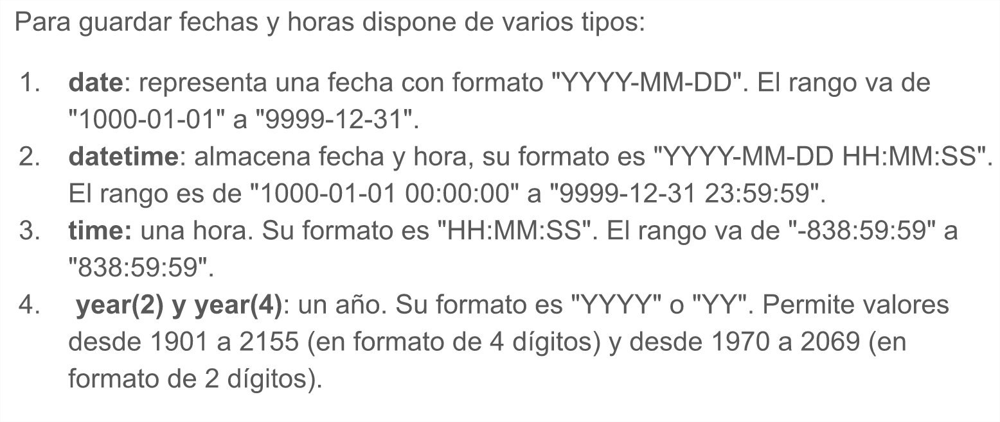 Para guardar fechas y horas dispone de varios tipos:
1. date: representa una fecha con formato "YYYY-MM-DD". El rango va de
"1000-01-01" a "9999-12-31".
2. datetime: almacena fecha y hora, su formato es "YYYY-MM-DD HH:MM:SS".
El rango es de "1000-01-01 00:00:00" a "9999-12-31 23:59:59".
3. time: una hora. Su formato es "HH:MM:SS". El rango va de "-838:59:59" a
"838:59:59".
4. year(2) y year(4): un año. Su formato es "YYYY" o "YY". Permite valores
desde 1901 a 2155 (en formato de 4 dígitos) y desde 1970 a 2069 (en
formato de 2 dígitos).